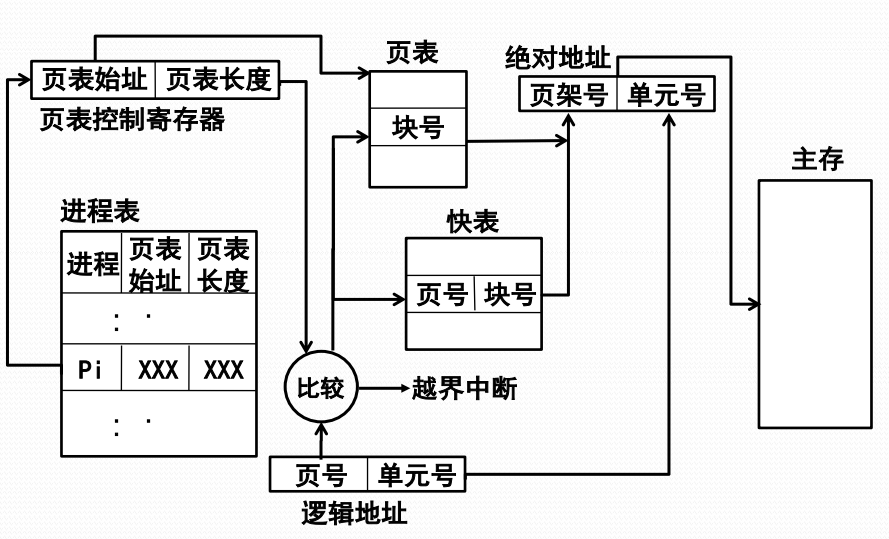 页表
绝对地址
页表始址
页表长度
页架号
单元号
页表控制寄存器
块号
主存
进程表
快表
进程
页表
始址
页表
长度
页号
块号
: ·
Pi
XXX
XXX
比较
越界中断
: ·
页号
单元号
逻辑地址